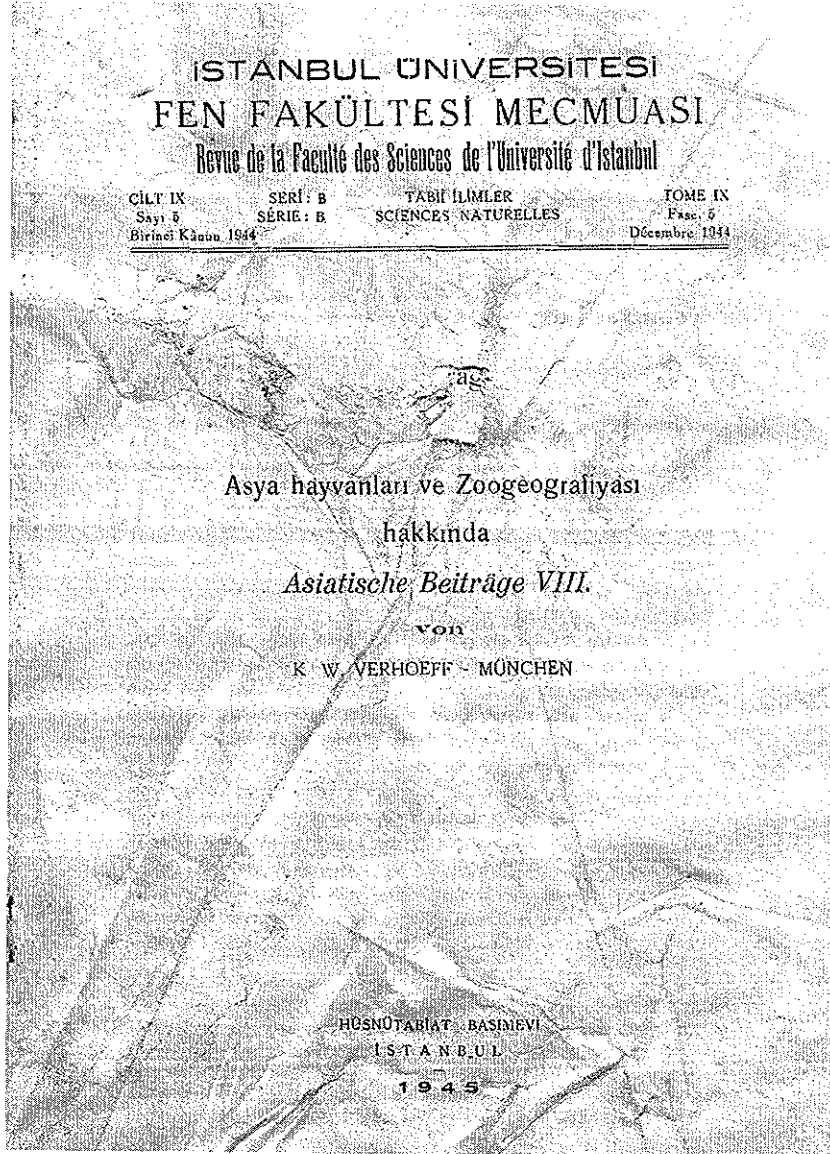 İSTANBUL ÜNİVERSİTESİ
FEN FAKÜLTESİ MECMUASI
Revue de la Faculté des Sciences de l'Université d'Istanbul
CİLT IX SERİ: B TABİİ İLİMLER TOME IX
Sayı 5 SÉRIE: B SCIENCES NATURELLES Fasc. 5
Birinci Kânun 1944 Décembre 1944
Asya hayvanları ve Zoogeografiyası
hakkında
Asiatische Beiträge VIII.
von
K. W. VERHOEFF - MÜNCHEN
HÜSNÜTABİAT BASIMEVİ
İSTANBUL
1945